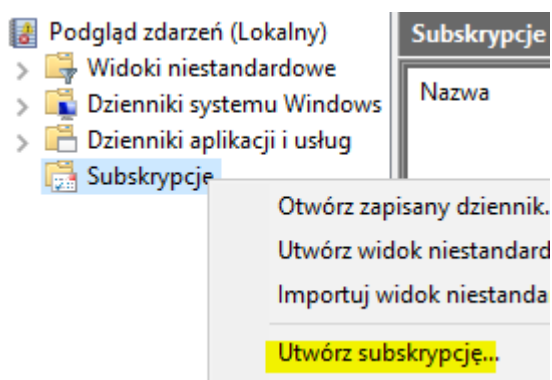 Podgląd zdarzeń (Lokalny)
Widoki niestandardowe
Dzienniki systemu Windows
Dzienniki aplikacji i usług
Subskrypcje
Subskrypcje
Nazwa
Otwórz zapisany dziennik.
Utwórz widok niestandard
Importuj widok niestanda
Utwórz subskrypcję...